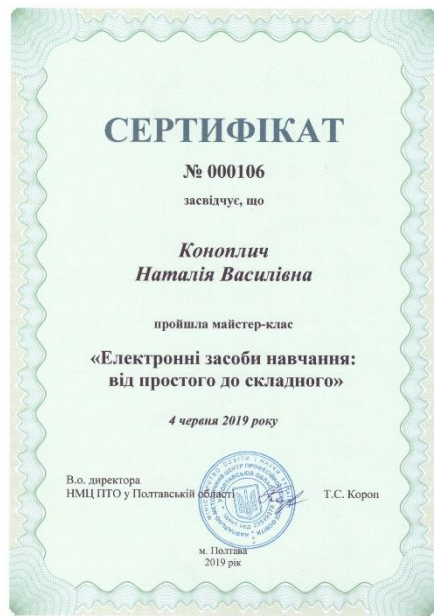 СЕРТИФІКАТ
№ 000106
засвідчує, що
Коноплич
Наталія Василівна
пройшла майстер-клас
«Електронні засоби навчання:
від простого до складного»
4 червня 2019 року
В.о. директора
НМЦ ПТО у Полтавській області
Т.С. Короп
м. Полтава
2019 рік